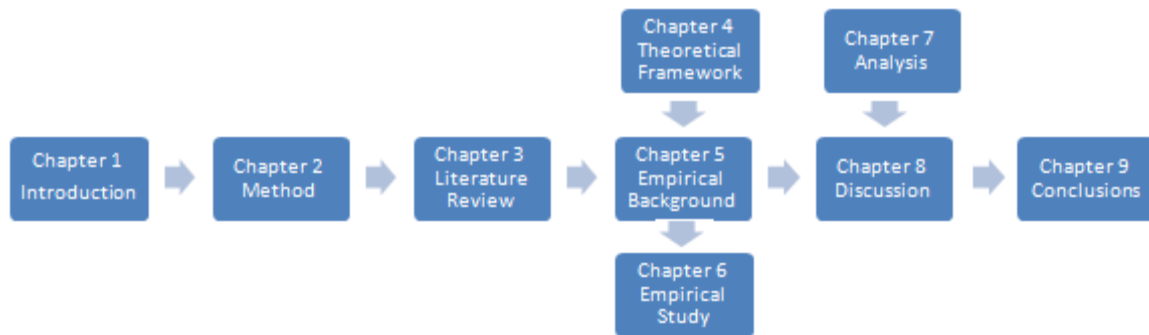 Chapter 1
Introduction
Chapter 2
Method
Chapter 3
Literature
Review
Chapter 4
Theoretical
Framework
Chapter 5
Empirical
Background
Chapter 6
Empirical
Study
Chapter 7
Analysis
Chapter 8
Discussion
Chapter 9
Conclusions